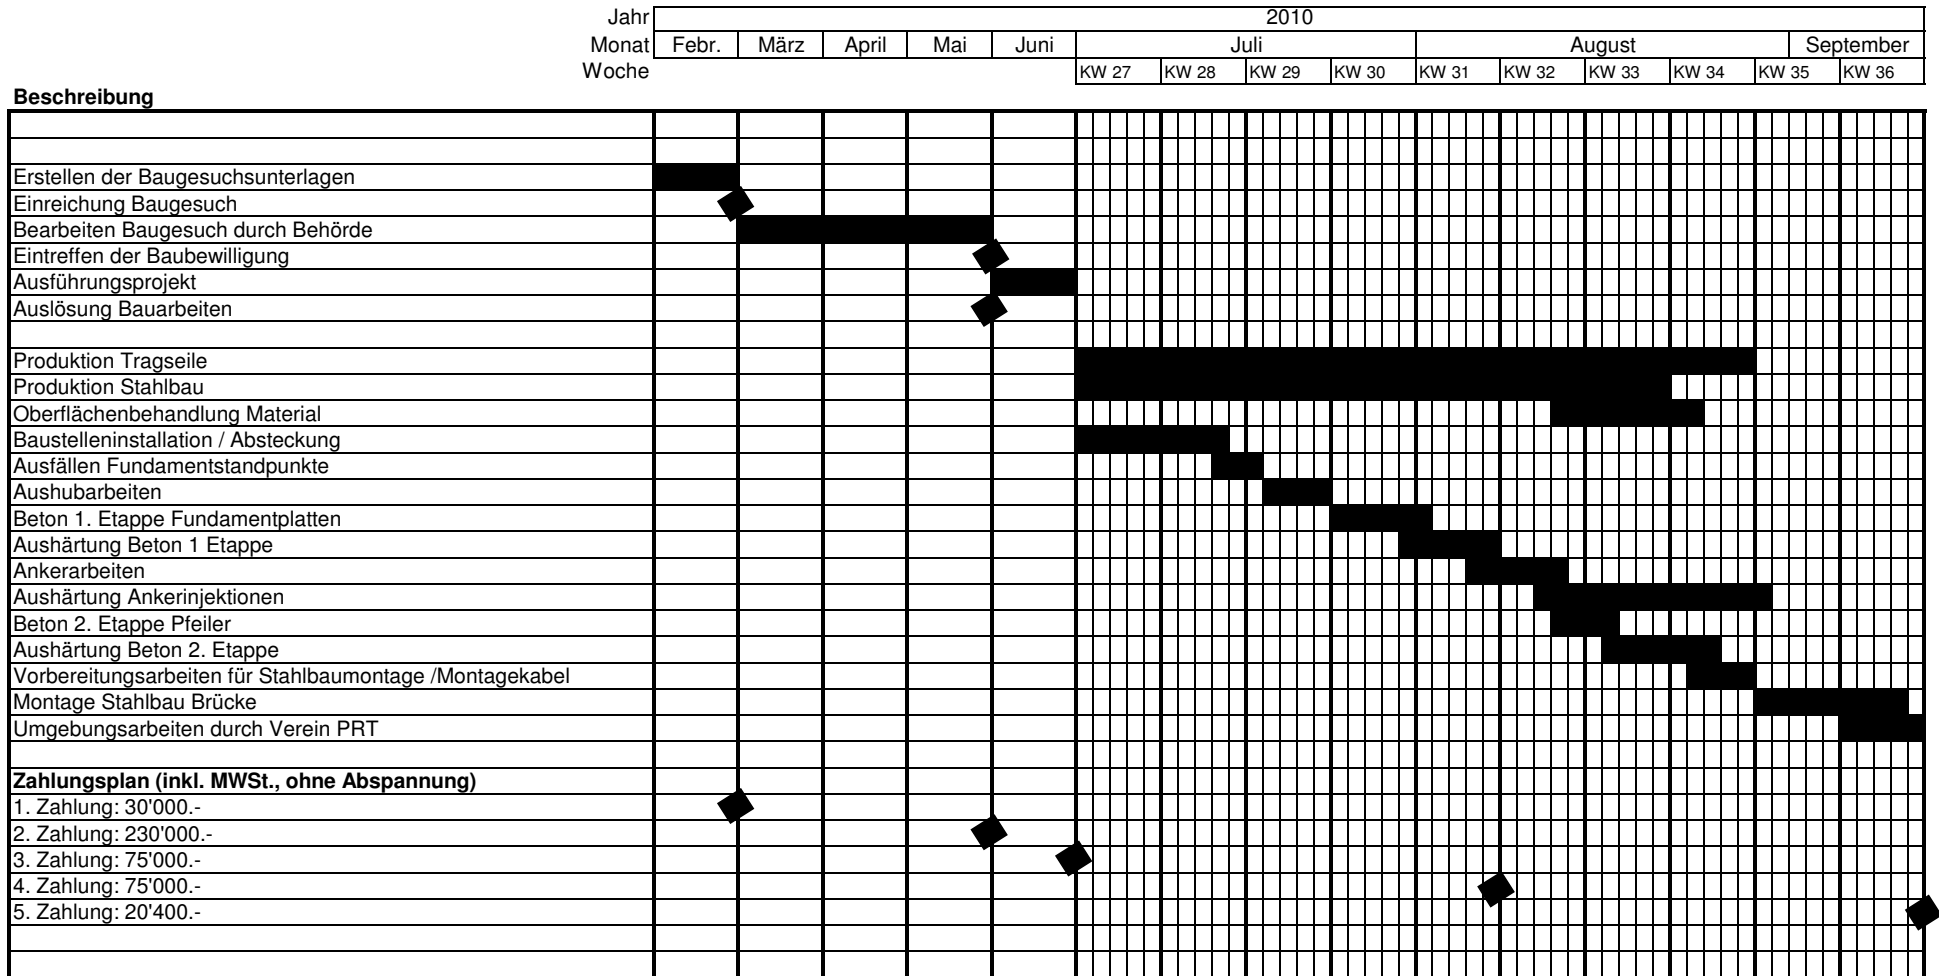 Jahr 2010
Monat Febr. März April Mai Juni Juli August September
Woche KW 27 KW 28 KW 29 KW 30 KW 31 KW 32 KW 33 KW 34 KW 35 KW 36
Beschreibung
Erstellen der Baugesuchsunterlagen
Einreichung Baugesuch
Bearbeiten Baugesuch durch Behörde
Eintreffen der Baubewilligung
Ausführungsprojekt
Auslösung Bauarbeiten
Produktion Tragseile
Produktion Stahlbau
Oberflächenbehandlung Material
Baustelleninstallation / Absteckung
Ausfällen Fundamentstandpunkte
Aushubarbeiten
Beton 1. Etappe Fundamentplatten
Aushärtung Beton 1 Etappe
Ankerarbeiten
Aushärtung Ankerinjektionen
Beton 2. Etappe Pfeiler
Aushärtung Beton 2. Etappe
Vorbereitungsarbeiten für Stahlbaumontage /Montagekabel
Montage Stahlbau Brücke
Umgebungsarbeiten durch Verein PRT
Zahlungsplan (inkl. MWSt., ohne Abspannung)
1. Zahlung: 30'000.-
2. Zahlung: 230'000.-
3. Zahlung: 75'000.-
4. Zahlung: 75'000.-
5. Zahlung: 20'400.-